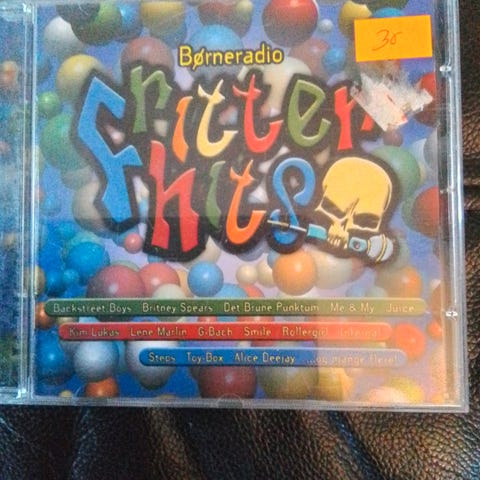 30
Børneradio
Fritter
hits
Backstreet Boys Britney Spears Det Brune Punktum Me & My Juice
Kim Lukas Lene Marlin G-Bach Smile Rollergirl Infernal
Steps Toy-Box Alice Deejay ...og mange flere!